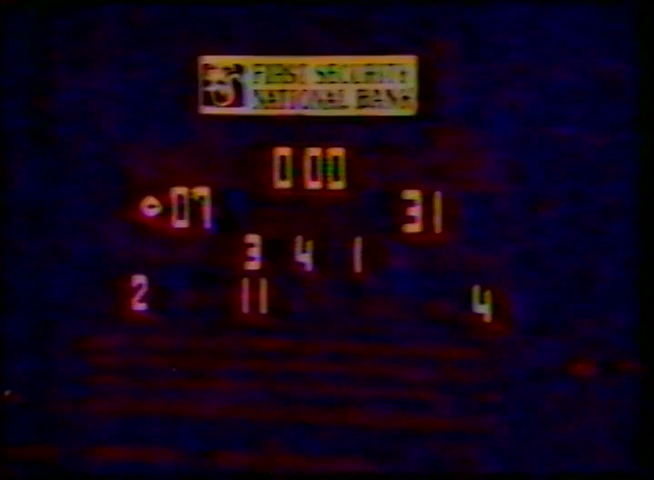 FIRST SECURITY
NATIONAL BANK
0 00
07 31
3 4 1
2 11 4